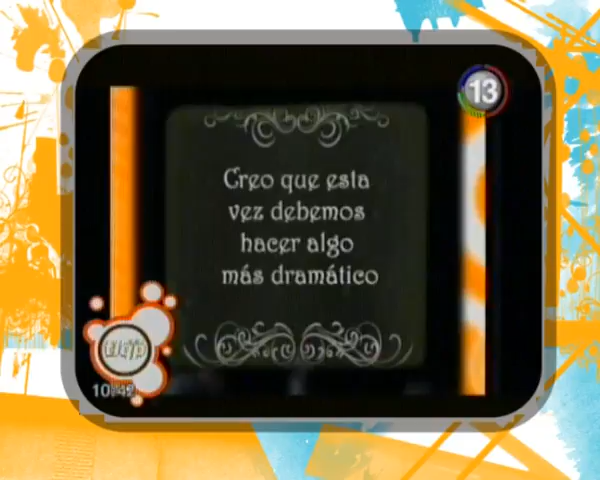 13
Creo que esta
vez debemos
hacer algo
más dramático